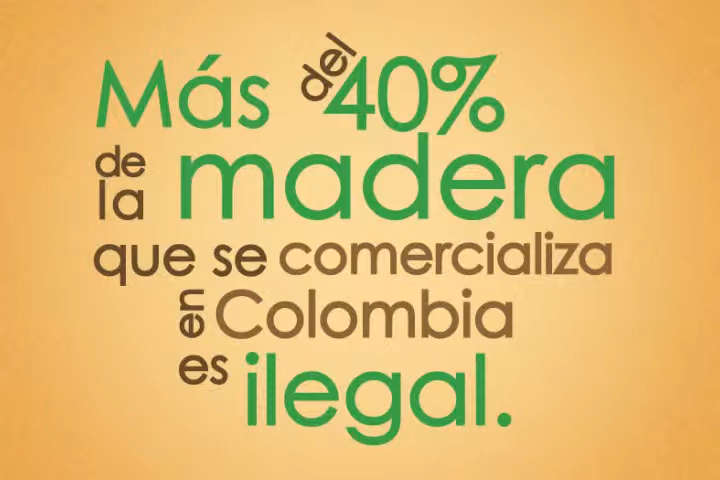 Más del 40%
de la madera
que se comercializa
en Colombia
es ilegal.